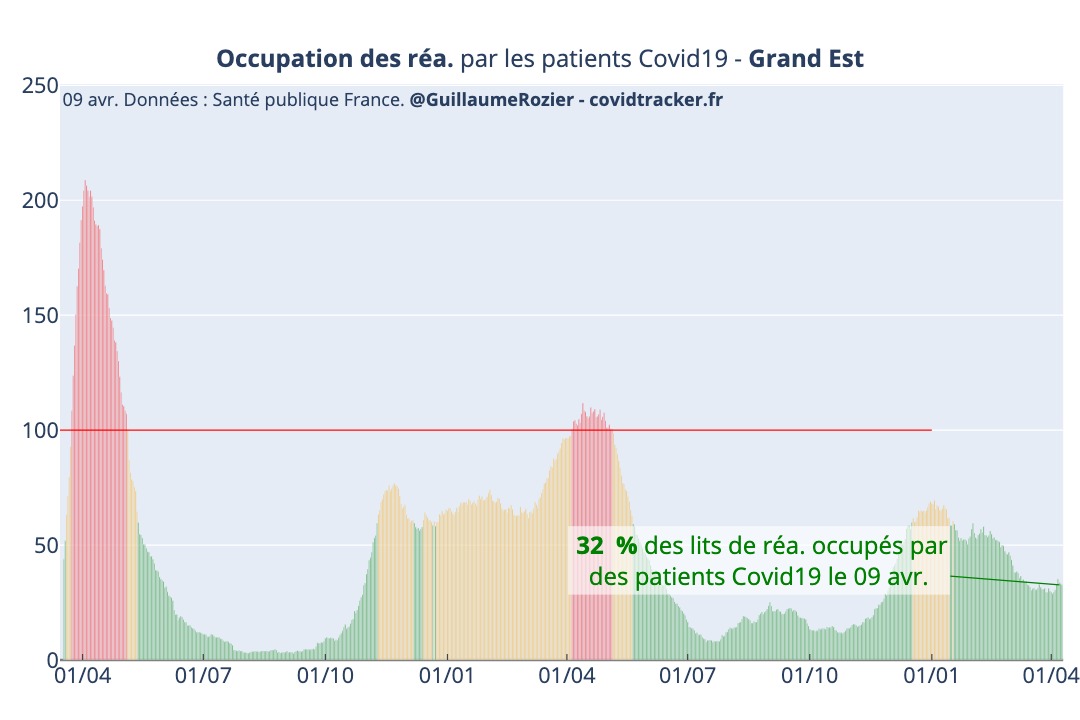 Occupation des réa. par les patients Covid19 - Grand Est
250
09 avr. Données : Santé publique France. @GuillaumeRozier - covidtracker.fr
200
150
100
50
32 % des lits de réa. occupés par
des patients Covid19 le 09 avr.
0
01/04 01/07 01/10 01/01 01/04 01/07 01/10 01/01 01/04